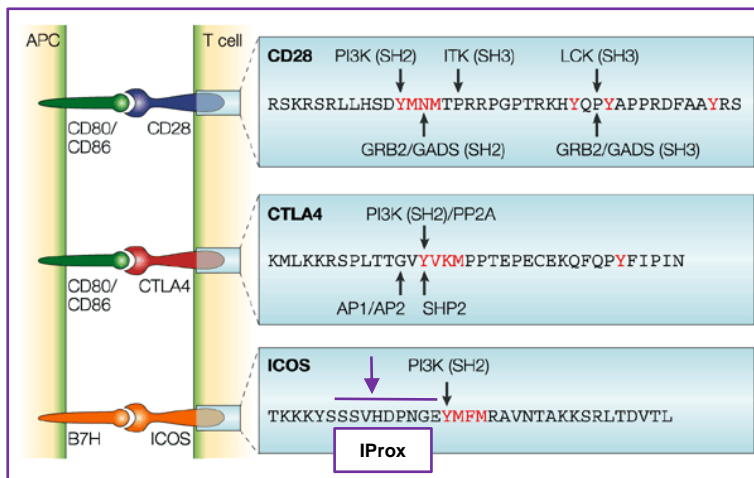 APC
T cell
CD80/
CD86
CD28
CD28
PI3K (SH2)
ITK (SH3)
LCK (SH3)
RSKRSRLLHSDYMNMTPRRPGPTRKHYQPYAPPRDFAAYRS
GRB2/GADS (SH2)
GRB2/GADS (SH3)
CD80/
CD86
CTLA4
CTLA4
PI3K (SH2)/PP2A
KMLKKRSPLTTGVYVKMPPTEPECEKQFQPYFIPIN
AP1/AP2
SHP2
B7H
ICOS
ICOS
PI3K (SH2)
TKKKYSSSVHDPNGEYMFMRAVNTAKKSRLTDVTL
IProx